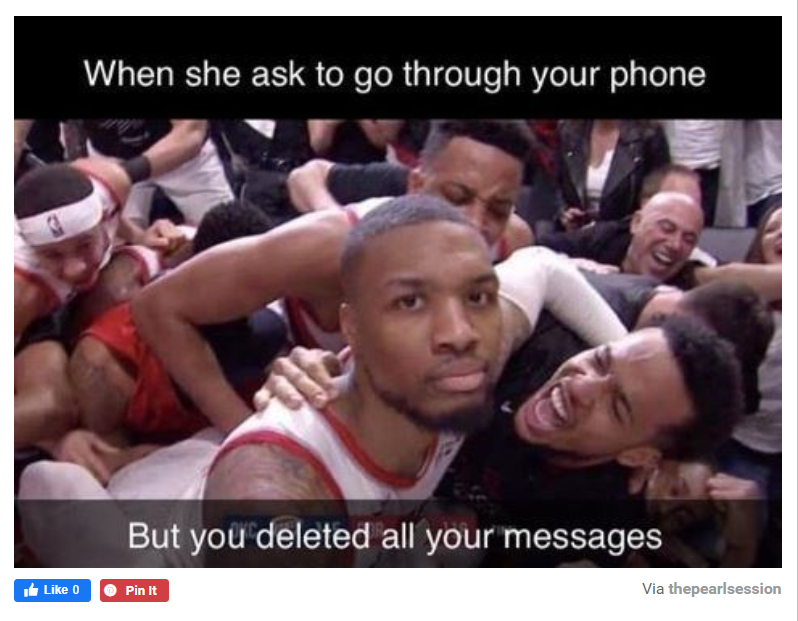 When she ask to go through your phone
But you deleted all your messages
Like 0
Pin It
Via thepearlsession